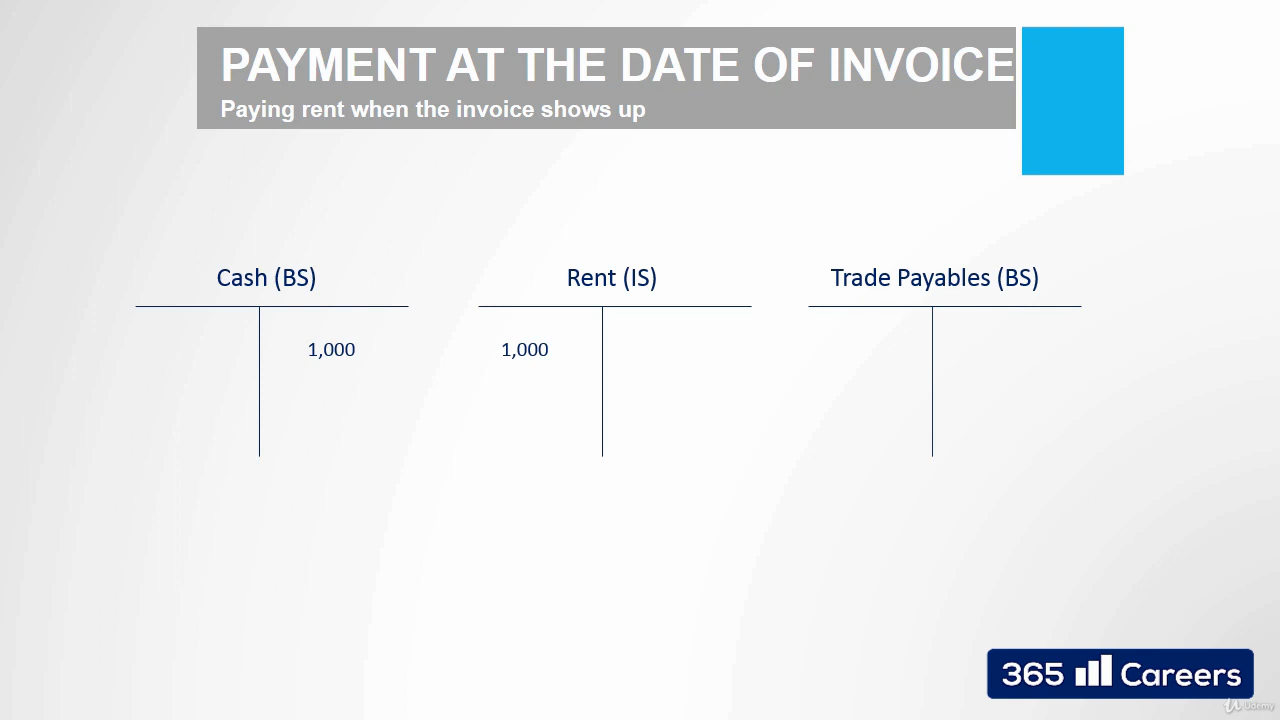 PAYMENT AT THE DATE OF INVOICE
Paying rent when the invoice shows up
Cash (BS)
Rent (IS)
Trade Payables (BS)
1,000
1,000
365 Careers
Udemy